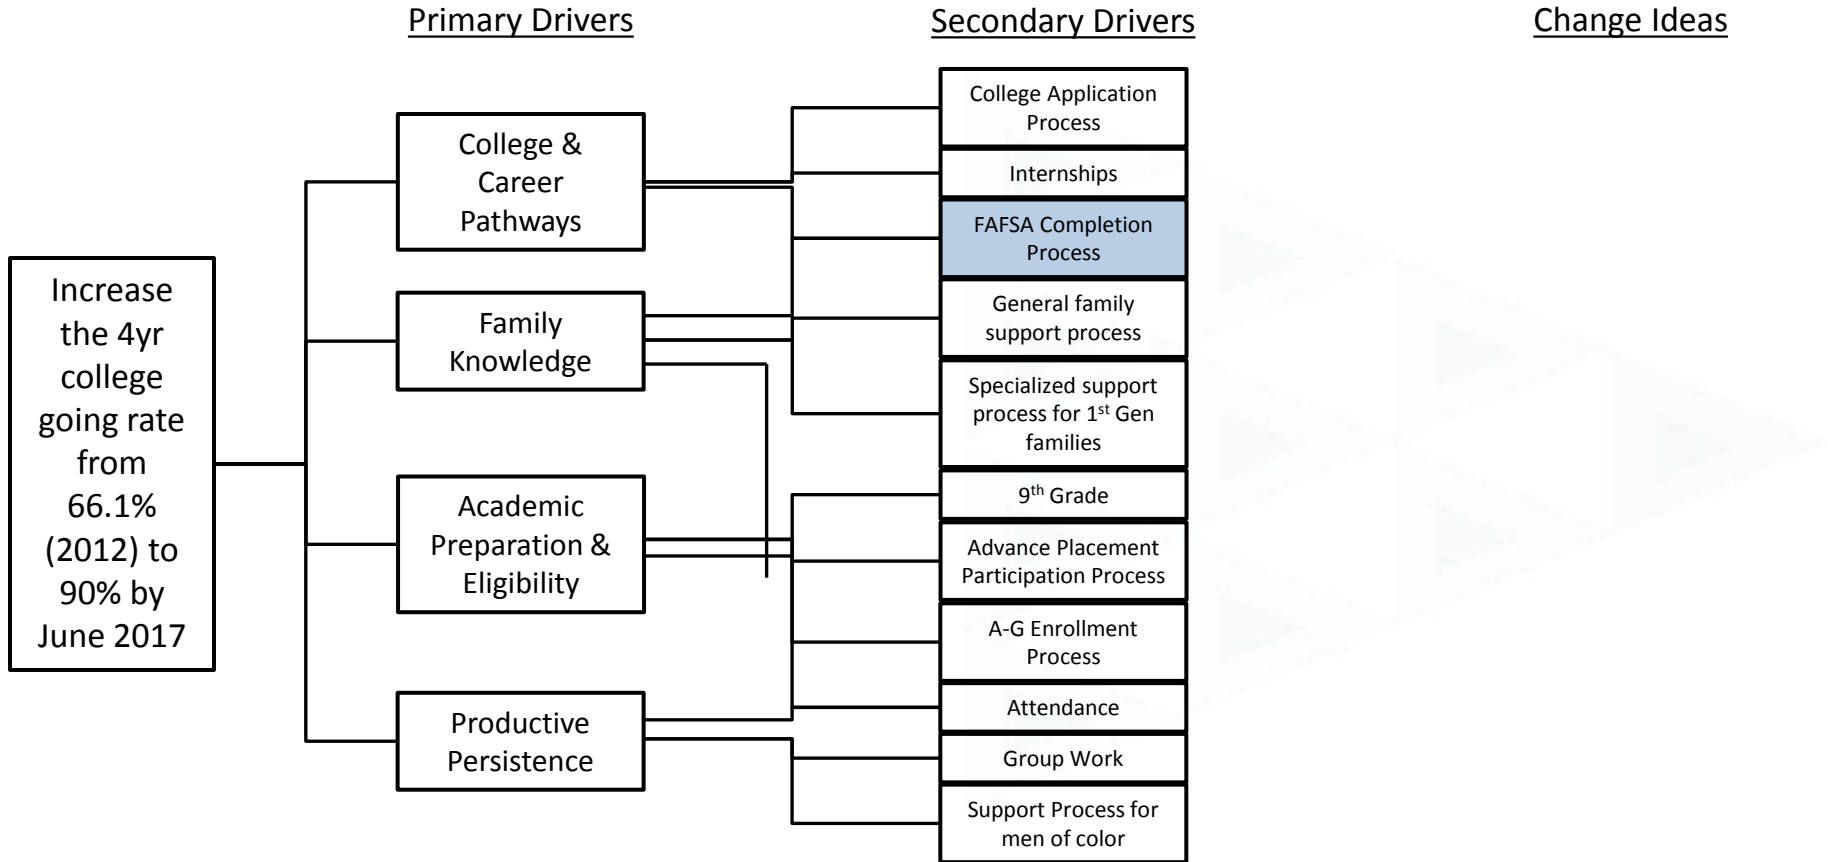 Primary Drivers
Secondary Drivers
Change Ideas
Increase
the 4yr
college
going rate
from
66.1%
(2012) to
90% by
June 2017
College &
Career
Pathways
Family
Knowledge
Academic
Preparation &
Eligibility
Productive
Persistence
College Application
Process
Internships
FAFSA Completion
Process
General family
support process
Specialized support
process for 1st Gen
families
9th Grade
Advance Placement
Participation Process
A-G Enrollment
Process
Attendance
Group Work
Support Process for
men of color